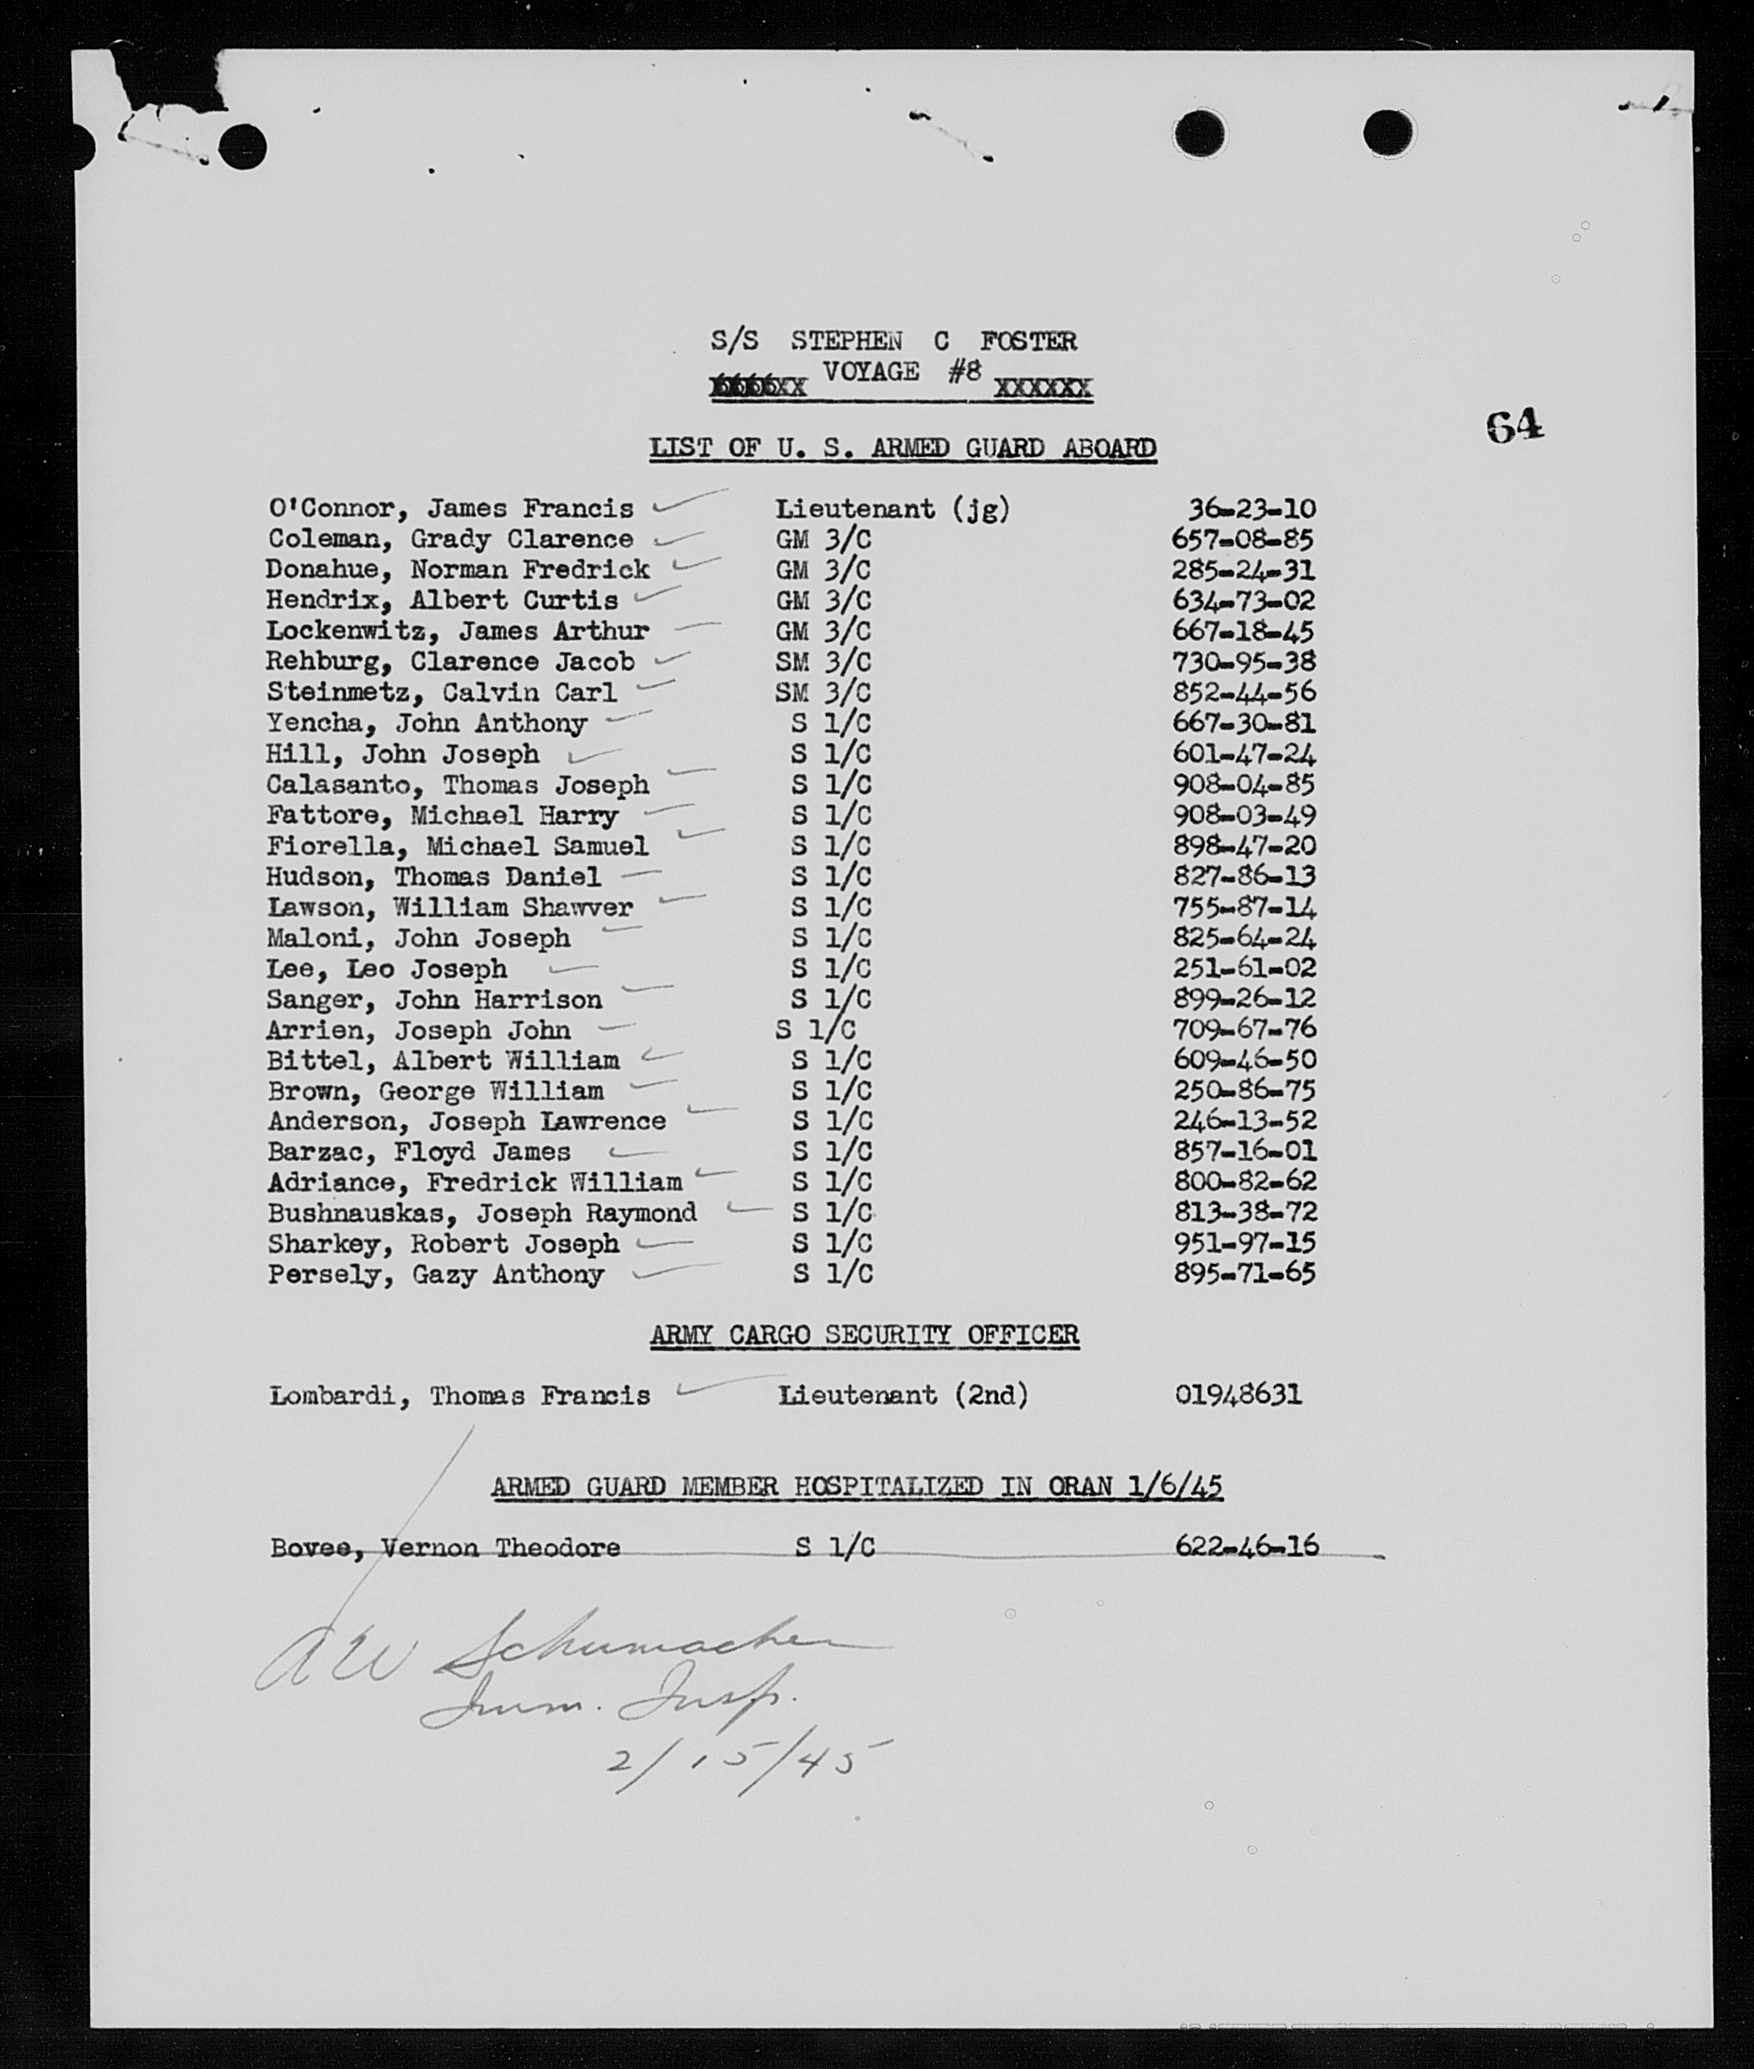 S/S STEPHEN C FOSTER
VOYAGE #8 XXXXXX
64
LIST OF U. S. ARMED GUARD ABOARD
O'Connor, James Francis Lieutenant (jg) 36-23-10
Coleman, Grady Clarence GM 3/C 657-08-85
Donahue, Norman Fredrick GM 3/C 285-24-31
Hendrix, Albert Curtis GM 3/C 634-73-02
Lockenwitz, James Arthur GM 3/C 667-18-45
Rehburg, Clarence Jacob SM 3/C 730-95-38
Steinmetz, Calvin Carl SM 3/C 852-44-56
Yencha, John Anthony S 1/C 667-30-81
Hill, John Joseph S 1/C 601-47-24
Calasanto, Thomas Joseph S 1/C 908-04-85
Fattore, Michael Harry S 1/C 908-03-49
Fiorella, Michael Samuel S 1/C 898-47-20
Hudson, Thomas Daniel S 1/C 827-86-13
Lawson, William Shawver S 1/C 755-87-14
Maloni, John Joseph S 1/C 825-64-24
Lee, Leo Joseph S 1/C 251-61-02
Sanger, John Harrison S 1/C 899-26-12
Arrien, Joseph John S 1/C 709-67-76
Bittel, Albert William S 1/C 609-46-50
Brown, George William S 1/C 250-86-75
Anderson, Joseph Lawrence S 1/C 246-13-52
Barzac, Floyd James S 1/C 857-16-01
Adriance, Fredrick William S 1/C 800-82-62
Bushnauskas, Joseph Raymond S 1/C 813-38-72
Sharkey, Robert Joseph S 1/C 951-97-15
Persely, Gazy Anthony S 1/C 895-71-65
ARMY CARGO SECURITY OFFICER
Lombardi, Thomas Francis Lieutenant (2nd) 01948631
ARMED GUARD MEMBER HOSPITALIZED IN ORAN 1/6/45
Bovee, Vernon Theodore S 1/C 622-46-16
AW Schumacher
Imm. Insp.
2/15/45